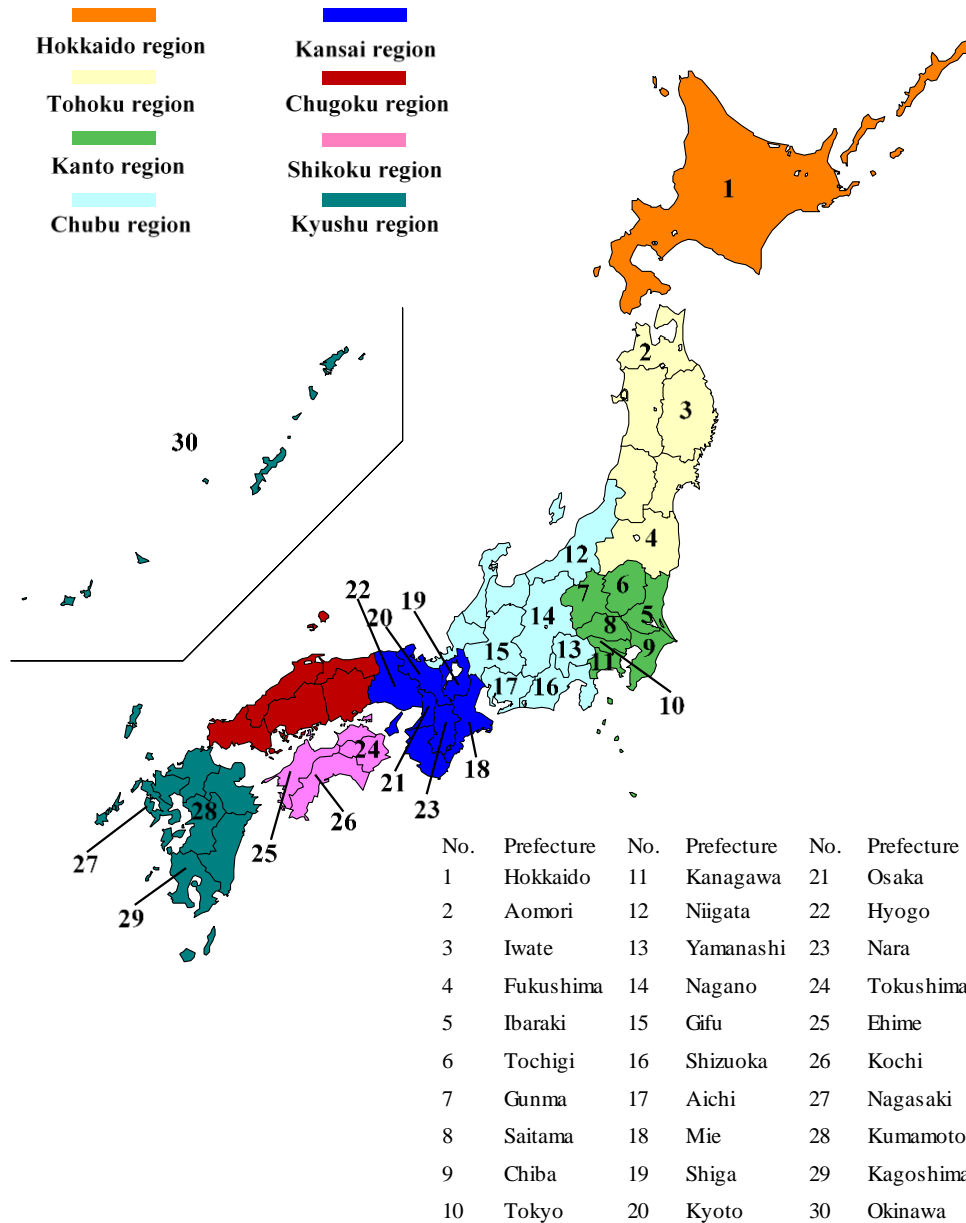 Hokkaido region
Kansai region
Tohoku region
Chugoku region
Kanto region
Shikoku region
Chubu region
Kyushu region
1
2
3
30
4
12
6
7
22
20
19
14
5
8
15
13
9
11
17
16
10
24
18
21
26
23
28
25
27
29
No. Prefecture No. Prefecture No. Prefecture
1 Hokkaido 11 Kanagawa 21 Osaka
2 Aomori 12 Niigata 22 Hyogo
3 Iwate 13 Yamanashi 23 Nara
4 Fukushima 14 Nagano 24 Tokushima
5 Ibaraki 15 Gifu 25 Ehime
6 Tochigi 16 Shizuoka 26 Kochi
7 Gunma 17 Aichi 27 Nagasaki
8 Saitama 18 Mie 28 Kumamoto
9 Chiba 19 Shiga 29 Kagoshima
10 Tokyo 20 Kyoto 30 Okinawa